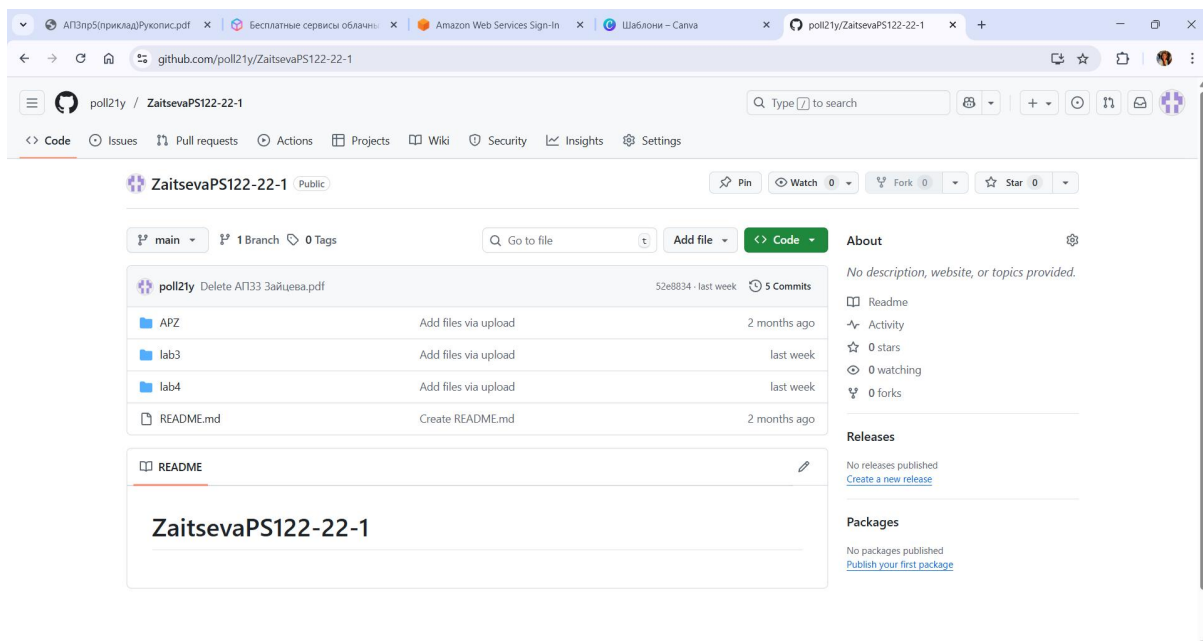 АПЗпр5(приклад)Рукопис.pdf
Бесплатные сервисы облачны
Amazon Web Services Sign-In
Шаблони – Canva
poll21y/ZaitsevaPS122-22-1
github.com/poll21y/ZaitsevaPS122-22-1
poll21y / ZaitsevaPS122-22-1
Type / to search
Code Issues Pull requests Actions Projects Wiki Security Insights Settings
ZaitsevaPS122-22-1 Public
Pin Watch 0 Fork 0 Star 0
main 1 Branch 0 Tags
Go to file t Add file Code
poll21y Delete АПЗ3 Зайцева.pdf 52e8834 · last week 5 Commits
APZ Add files via upload 2 months ago
lab3 Add files via upload last week
lab4 Add files via upload last week
README.md Create README.md 2 months ago
README
ZaitsevaPS122-22-1
About
No description, website, or topics provided.
Readme
Activity
0 stars
0 watching
0 forks
Releases
No releases published
Create a new release
Packages
No packages published
Publish your first package